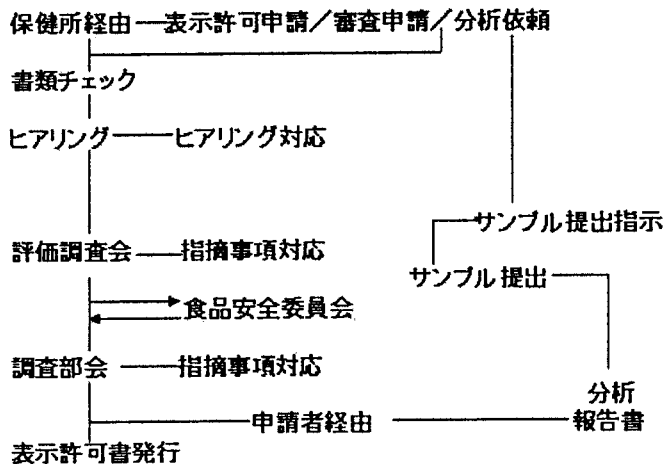 保健所経由 表示許可申請／審査申請／分析依頼
書類チェック
ヒアリング ヒアリング対応
サンプル提出指示
評価調査会 指摘事項対応
サンプル提出
食品安全委員会
調査部会 指摘事項対応
分析
申請者経由 報告書
表示許可書発行